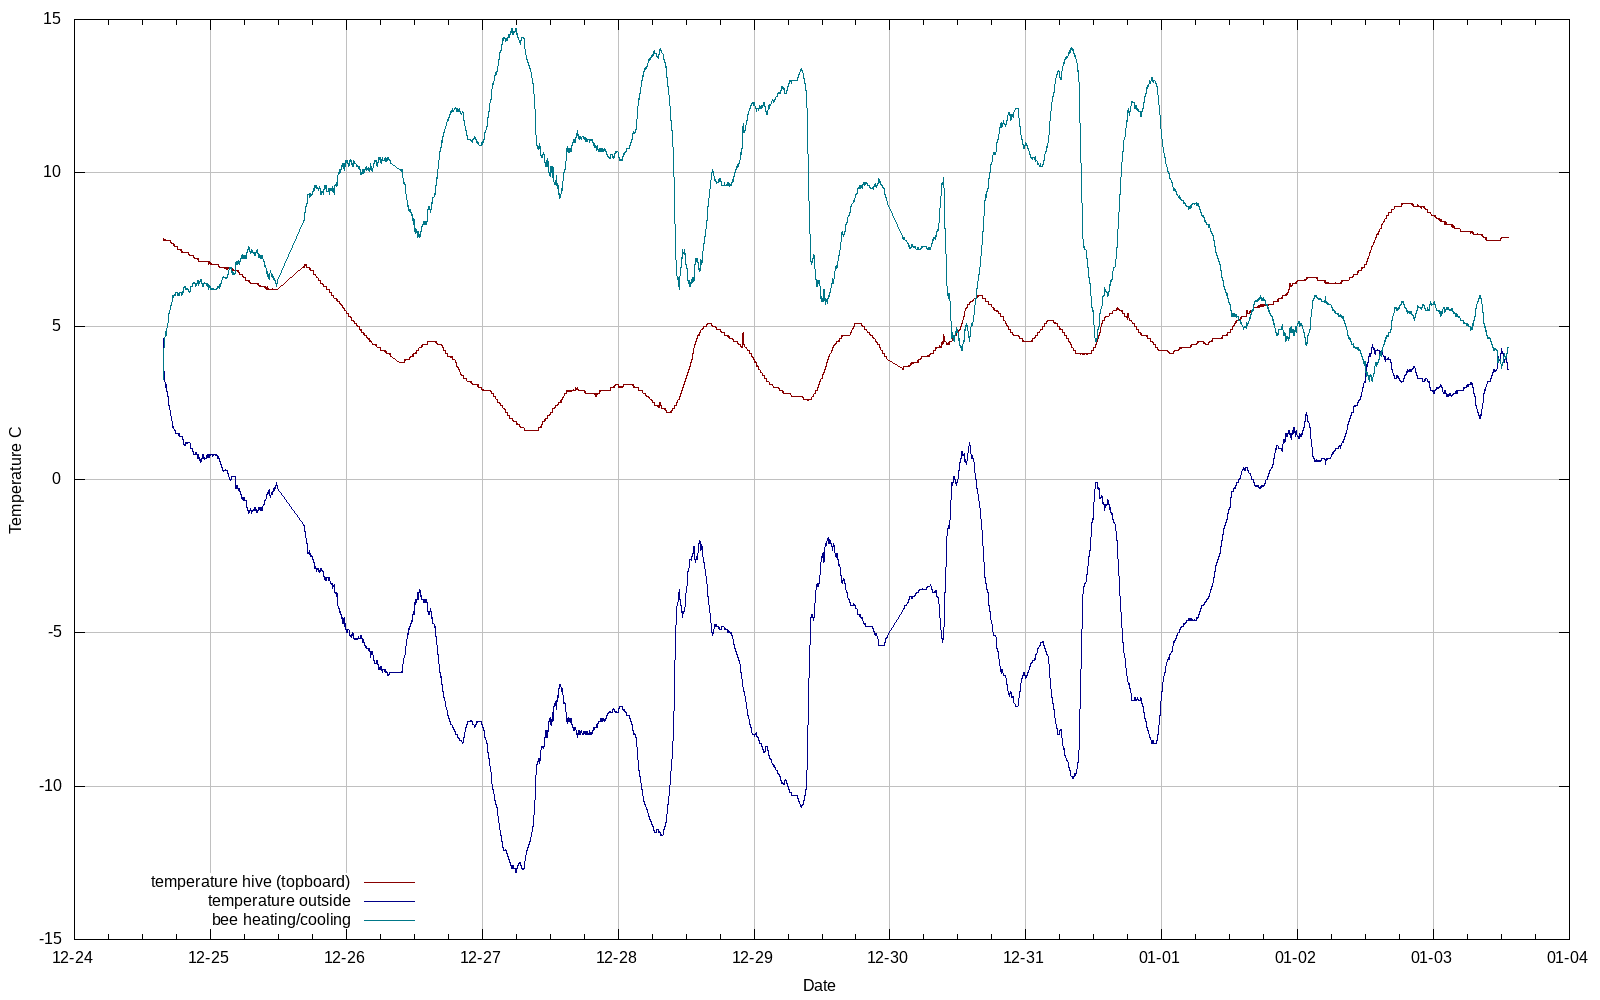 15
10
5
0
-5
-10
-15
Temperature C
temperature hive (topboard)
temperature outside
bee heating/cooling
12-24 12-25 12-26 12-27 12-28 12-29 12-30 12-31 01-01 01-02 01-03 01-04
Date